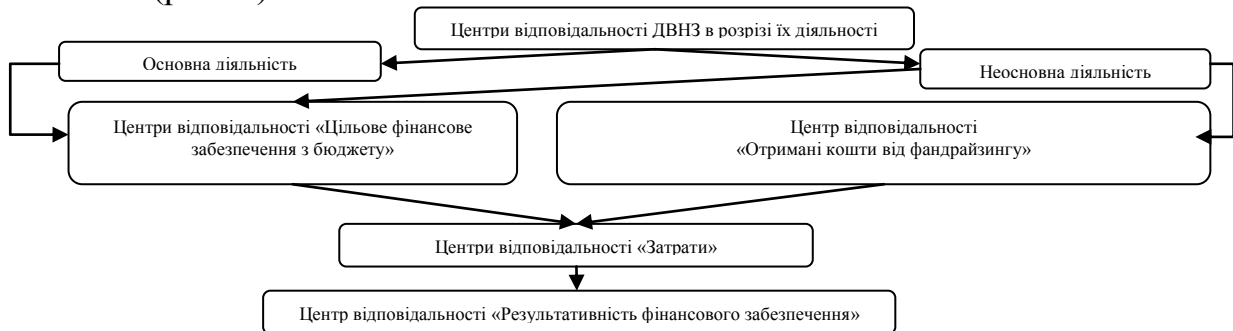 Центри відповідальності ДВНЗ в розрізі їх діяльності
Основна діяльність
Неосновна діяльність
Центри відповідальності «Цільове фінансове
забезпечення з бюджету»
Центр відповідальності
«Отримані кошти від фандрайзингу»
Центри відповідальності «Затрати»
Центр відповідальності «Результативність фінансового забезпечення»